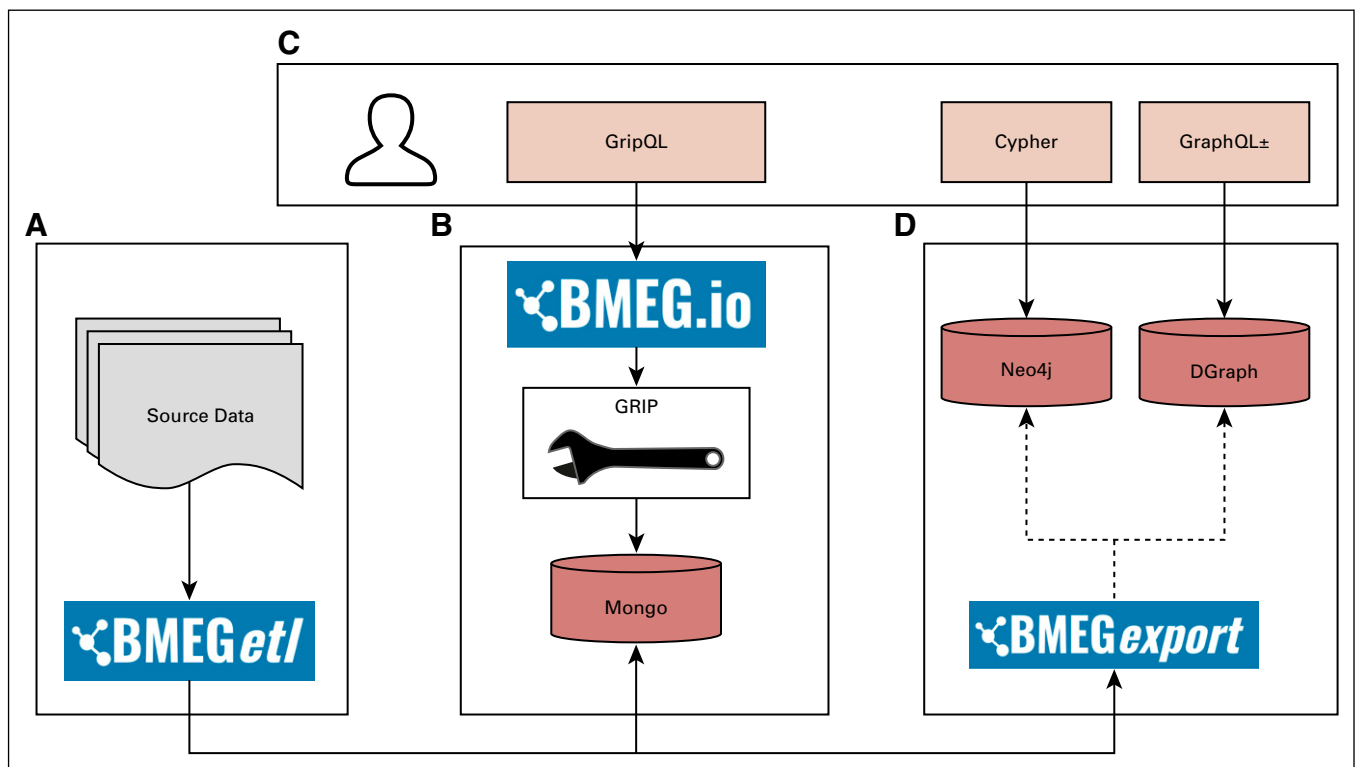 C
GripQL
Cypher
GraphQL±
A
B
D
BMEG.io
Source Data
GRIP
Neo4j
DGraph
Mongo
BMEGetl
BMEGexport